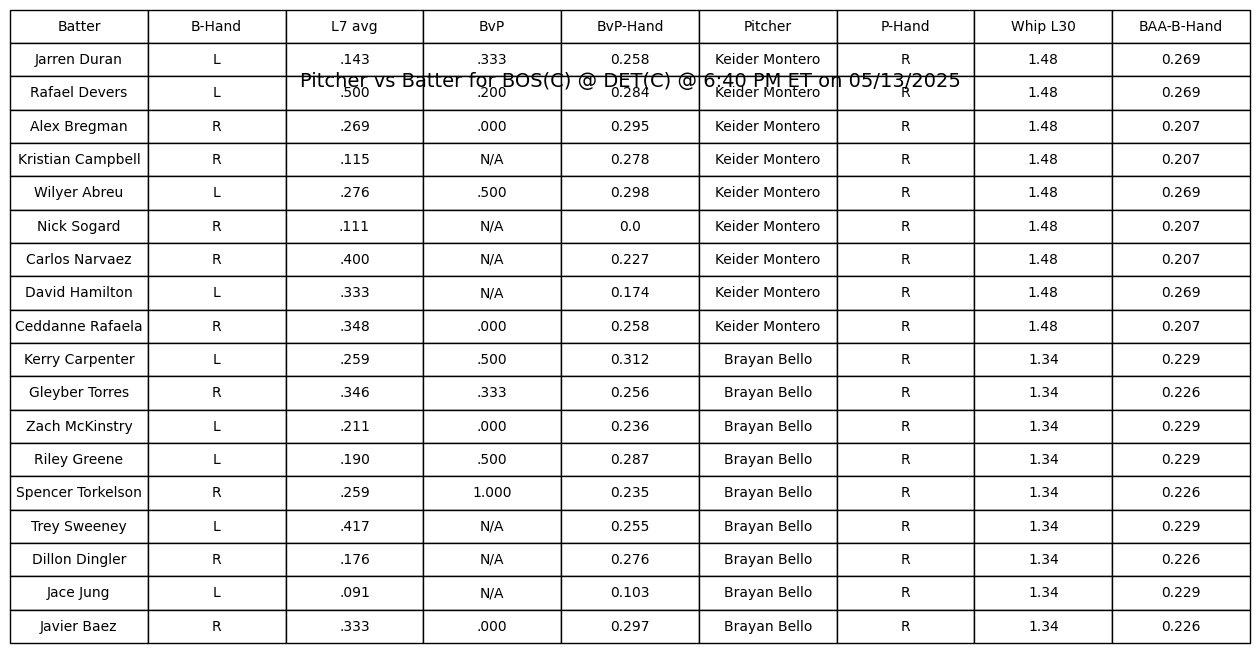 Batter B-Hand L7 avg BvP BvP-Hand Pitcher P-Hand Whip L30 BAA-B-Hand
Jarren Duran L .143 .333 0.258 Keider Montero R 1.48 0.269
Pitcher vs Batter for BOS(C) @ DET(C) @ 6:40 PM ET on 05/13/2025
Rafael Devers L .500 .200 0.284 Keider Montero R 1.48 0.269
Alex Bregman R .269 .000 0.295 Keider Montero R 1.48 0.207
Kristian Campbell R .115 N/A 0.278 Keider Montero R 1.48 0.207
Wilyer Abreu L .276 .500 0.298 Keider Montero R 1.48 0.269
Nick Sogard R .111 N/A 0.0 Keider Montero R 1.48 0.207
Carlos Narvaez R .400 N/A 0.227 Keider Montero R 1.48 0.207
David Hamilton L .333 N/A 0.174 Keider Montero R 1.48 0.269
Ceddanne Rafaela R .348 .000 0.258 Keider Montero R 1.48 0.207
Kerry Carpenter L .259 .500 0.312 Brayan Bello R 1.34 0.229
Gleyber Torres R .346 .333 0.256 Brayan Bello R 1.34 0.226
Zach McKinstry L .211 .000 0.236 Brayan Bello R 1.34 0.229
Riley Greene L .190 .500 0.287 Brayan Bello R 1.34 0.229
Spencer Torkelson R .259 1.000 0.235 Brayan Bello R 1.34 0.226
Trey Sweeney L .417 N/A 0.255 Brayan Bello R 1.34 0.229
Dillon Dingler R .176 N/A 0.276 Brayan Bello R 1.34 0.226
Jace Jung L .091 N/A 0.103 Brayan Bello R 1.34 0.229
Javier Baez R .333 .000 0.297 Brayan Bello R 1.34 0.226